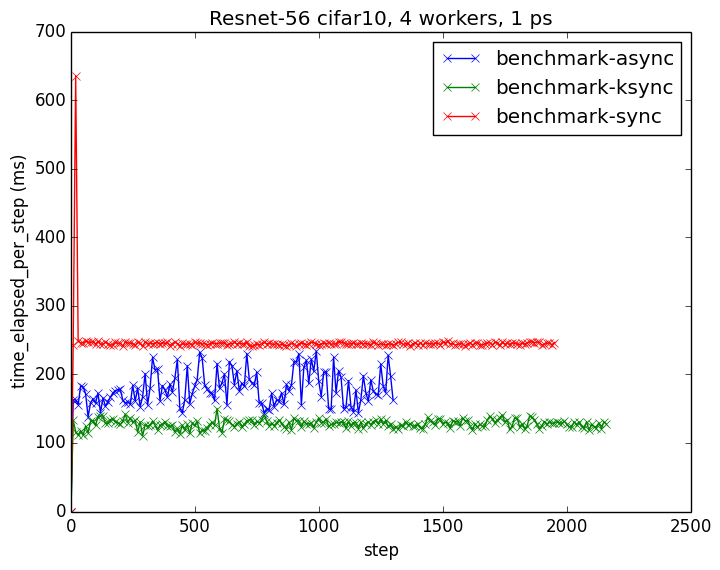 Resnet-56 cifar10, 4 workers, 1 ps
700
600
500
400
300
200
100
0
time_elapsed_per_step (ms)
benchmark-async
benchmark-ksync
benchmark-sync
0 500 1000 1500 2000 2500
step